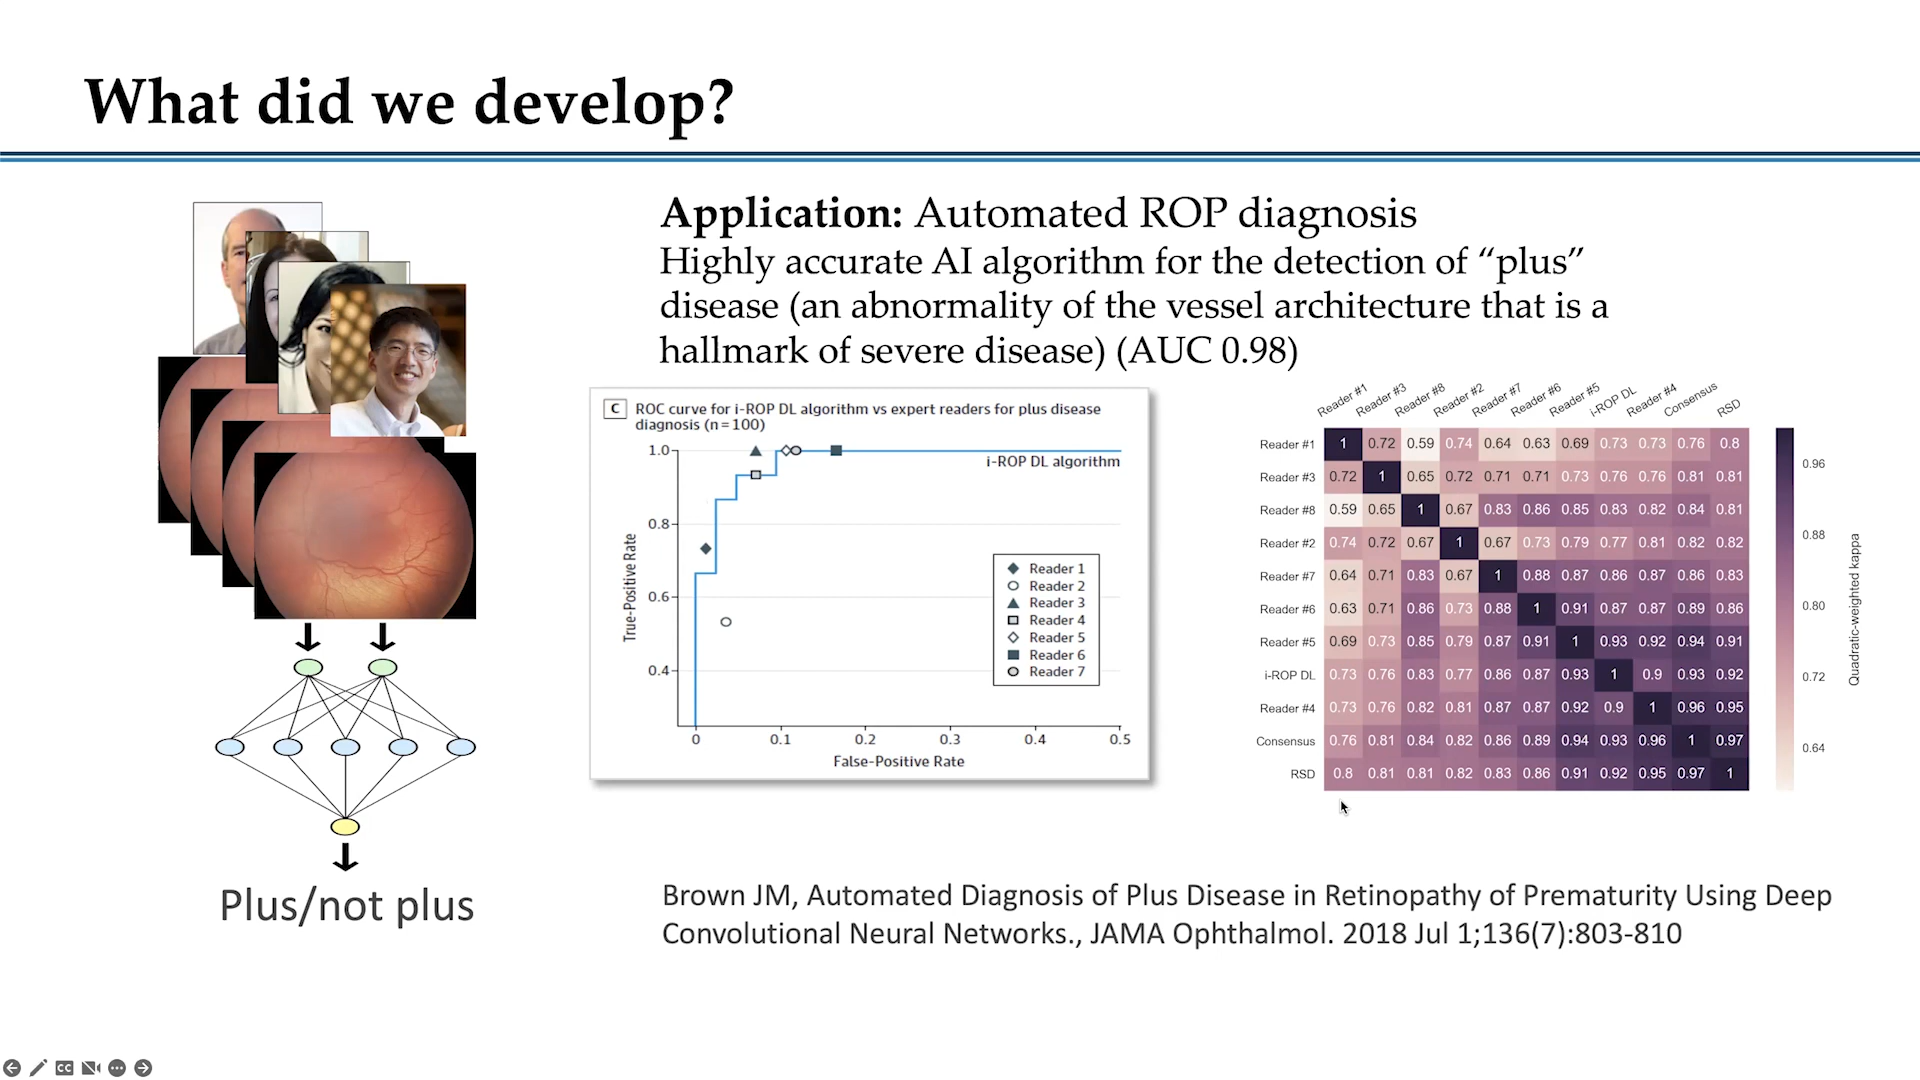 What did we develop?
Application: Automated ROP diagnosis
Highly accurate AI algorithm for the detection of “plus”
disease (an abnormality of the vessel architecture that is a
hallmark of severe disease) (AUC 0.98)
C ROC curve for i-ROP DL algorithm vs expert readers for plus disease
diagnosis (n=100)
1.0
i-ROP DL algorithm
0.8
0.6
0.4
True-Positive Rate
Reader 1
Reader 2
Reader 3
Reader 4
Reader 5
Reader 6
Reader 7
0 0.1 0.2 0.3 0.4 0.5
False-Positive Rate
Reader #1 Reader #3 Reader #8 Reader #2 Reader #7 Reader #6 Reader #5 i-ROP DL Reader #4 Consensus RSD
Reader #1 1 0.72 0.59 0.74 0.64 0.63 0.69 0.73 0.73 0.76 0.8
Reader #3 0.72 1 0.65 0.72 0.71 0.71 0.73 0.76 0.76 0.81 0.81
Reader #8 0.59 0.65 1 0.67 0.83 0.86 0.85 0.83 0.82 0.84 0.81
Reader #2 0.74 0.72 0.67 1 0.67 0.73 0.79 0.77 0.81 0.82 0.82
Reader #7 0.64 0.71 0.83 0.67 1 0.88 0.87 0.86 0.87 0.86 0.83
Reader #6 0.63 0.71 0.86 0.73 0.88 1 0.91 0.87 0.87 0.89 0.86
Reader #5 0.69 0.73 0.85 0.79 0.87 0.91 1 0.93 0.92 0.94 0.91
i-ROP DL 0.73 0.76 0.83 0.77 0.86 0.87 0.93 1 0.9 0.93 0.92
Reader #4 0.73 0.76 0.82 0.81 0.87 0.87 0.92 0.9 1 0.96 0.95
Consensus 0.76 0.81 0.84 0.82 0.86 0.89 0.94 0.93 0.96 1 0.97
RSD 0.8 0.81 0.81 0.82 0.83 0.86 0.91 0.92 0.95 0.97 1
0.96
0.88
0.80
0.72
0.64
Quadratic-weighted kappa
Plus/not plus
Brown JM, Automated Diagnosis of Plus Disease in Retinopathy of Prematurity Using Deep
Convolutional Neural Networks., JAMA Ophthalmol. 2018 Jul 1;136(7):803-810
CC